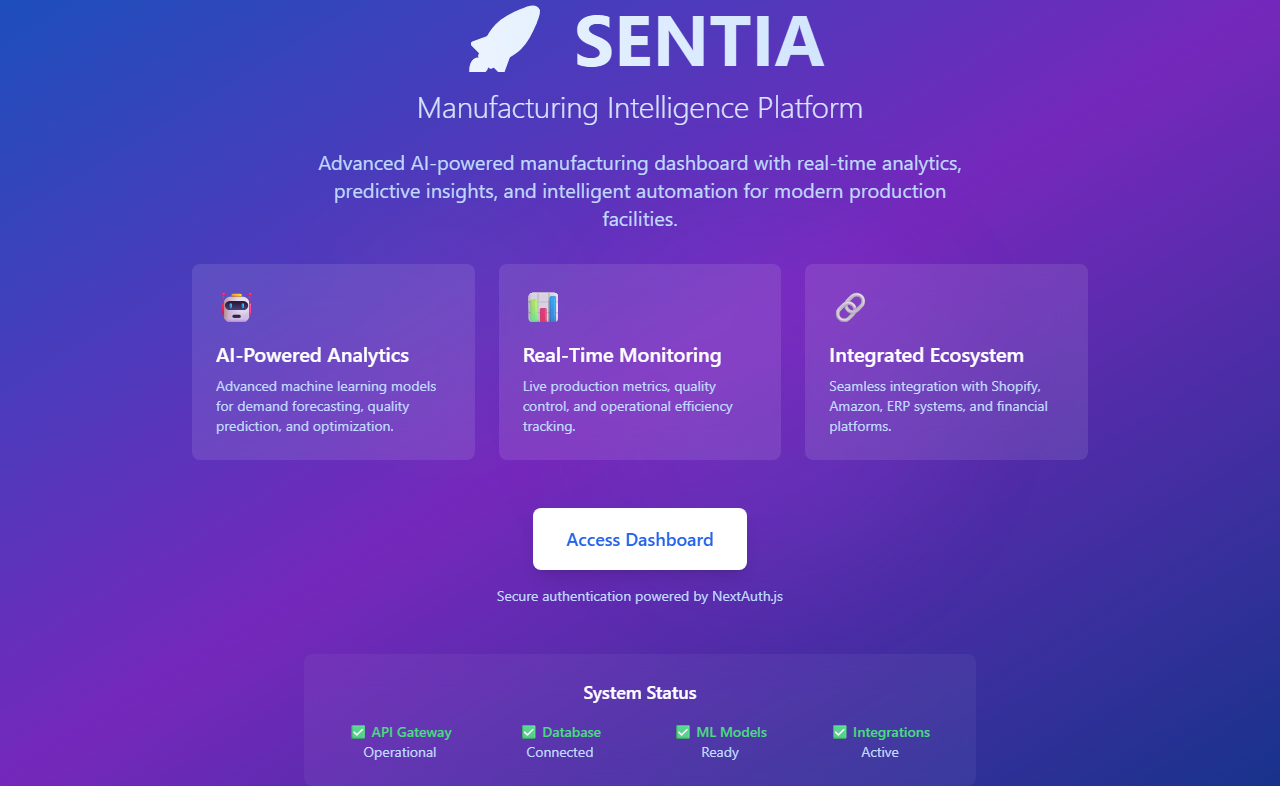 SENTIA
Manufacturing Intelligence Platform
Advanced AI-powered manufacturing dashboard with real-time analytics,
predictive insights, and intelligent automation for modern production
facilities.
AI-Powered Analytics
Advanced machine learning models
for demand forecasting, quality
prediction, and optimization.
Real-Time Monitoring
Live production metrics, quality
control, and operational efficiency
tracking.
Integrated Ecosystem
Seamless integration with Shopify,
Amazon, ERP systems, and financial
platforms.
Access Dashboard
Secure authentication powered by NextAuth.js
System Status
API Gateway
Operational
Database
Connected
ML Models
Ready
Integrations
Active